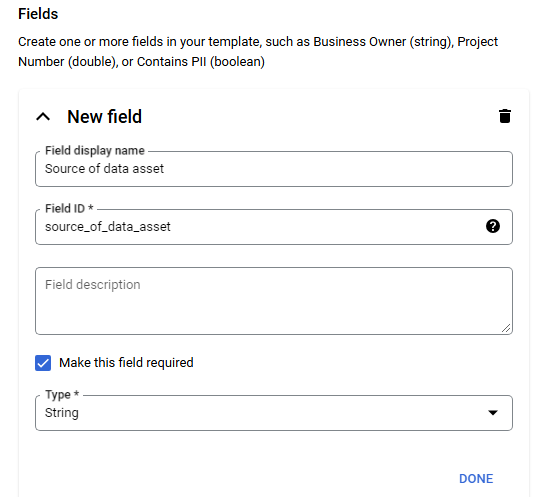 Fields
Create one or more fields in your template, such as Business Owner (string), Project
Number (double), or Contains PII (boolean)
New field
Field display name
Source of data asset
Field ID *
source_of_data_asset
Field description
Make this field required
Type *
String
DONE